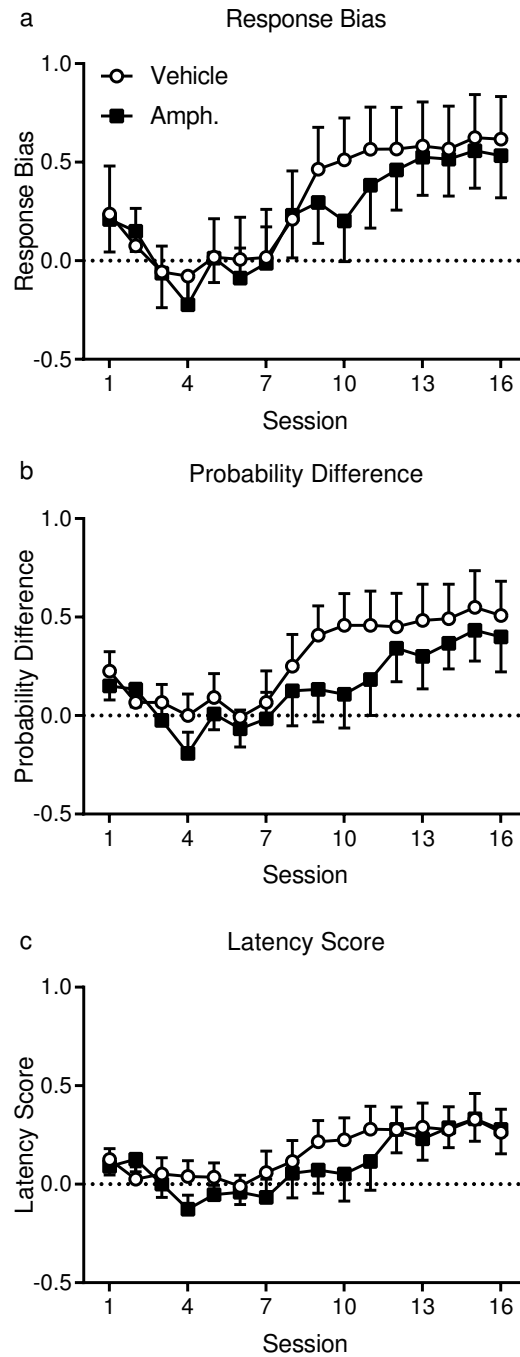 a
Response Bias
1.0
Vehicle
Amph.
0.5
Response Bias
0.0
-0.5
1 4 7 10 13 16
Session
b
Probability Difference
1.0
0.5
Probability Difference
0.0
-0.5
1 4 7 10 13 16
Session
c
Latency Score
1.0
0.5
Latency Score
0.0
-0.5
1 4 7 10 13 16
Session